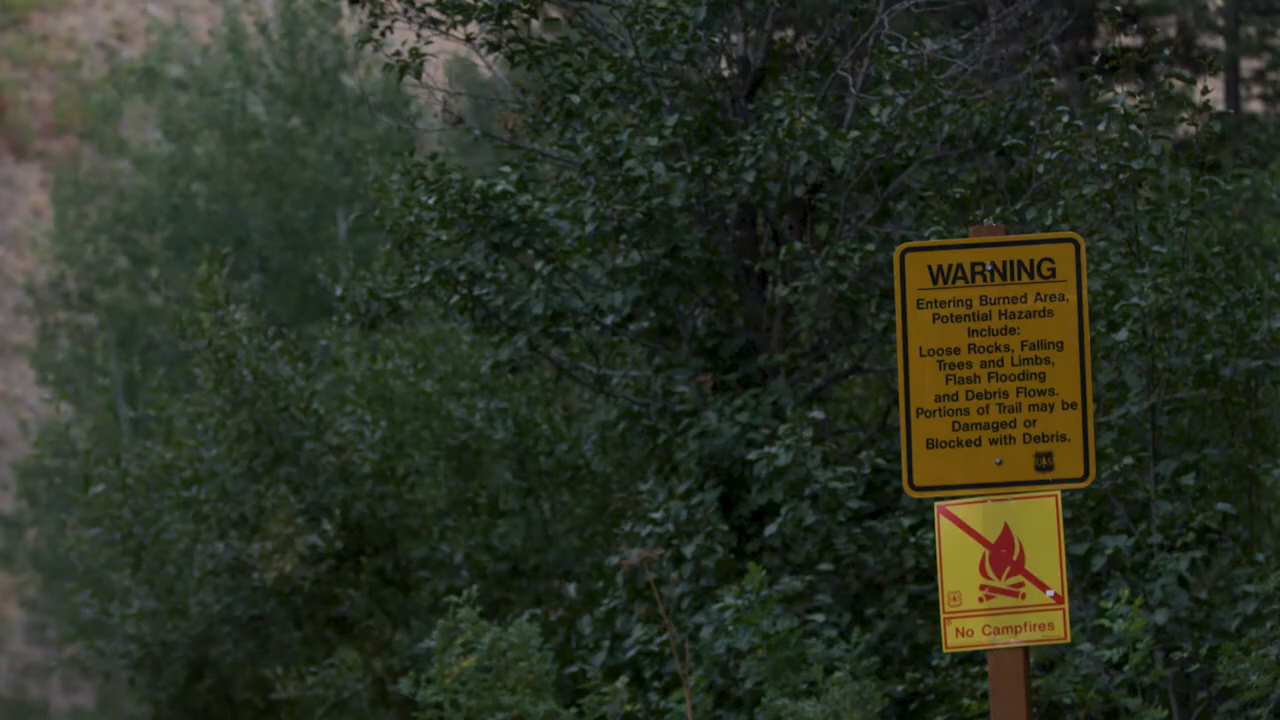 WARNING
Entering Burned Area,
Potential Hazards
Include:
Loose Rocks, Falling
Trees and Limbs,
Flash Flooding
and Debris Flows.
Portions of Trail may be
Damaged or
Blocked with Debris.
UAS
No Campfires